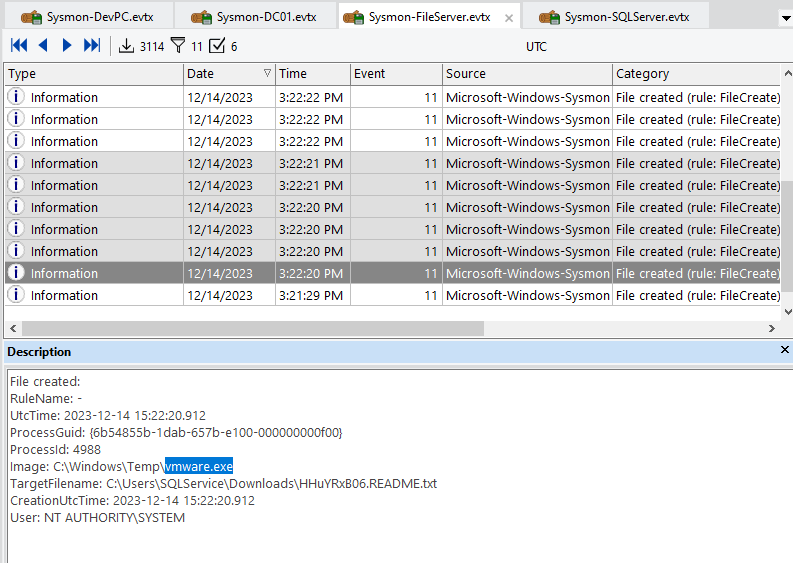 Sysmon-DevPC.evtx Sysmon-DC01.evtx Sysmon-FileServer.evtx Sysmon-SQLServer.evtx
3114 11 6 UTC
Type Date Time Event Source Category
Information 12/14/2023 3:22:22 PM 11 Microsoft-Windows-Sysmon File created (rule: FileCreate)
Information 12/14/2023 3:22:22 PM 11 Microsoft-Windows-Sysmon File created (rule: FileCreate)
Information 12/14/2023 3:22:22 PM 11 Microsoft-Windows-Sysmon File created (rule: FileCreate)
Information 12/14/2023 3:22:21 PM 11 Microsoft-Windows-Sysmon File created (rule: FileCreate)
Information 12/14/2023 3:22:21 PM 11 Microsoft-Windows-Sysmon File created (rule: FileCreate)
Information 12/14/2023 3:22:20 PM 11 Microsoft-Windows-Sysmon File created (rule: FileCreate)
Information 12/14/2023 3:22:20 PM 11 Microsoft-Windows-Sysmon File created (rule: FileCreate)
Information 12/14/2023 3:22:20 PM 11 Microsoft-Windows-Sysmon File created (rule: FileCreate)
Information 12/14/2023 3:22:20 PM 11 Microsoft-Windows-Sysmon File created (rule: FileCreate)
Information 12/14/2023 3:21:29 PM 11 Microsoft-Windows-Sysmon File created (rule: FileCreate)
Description
File created:
RuleName: -
UtcTime: 2023-12-14 15:22:20.912
ProcessGuid: {6b54855b-1dab-657b-e100-000000000f00}
ProcessId: 4988
Image: C:\Windows\Temp\vmware.exe
TargetFilename: C:\Users\SQLService\Downloads\HHuYRxB06.README.txt
CreationUtcTime: 2023-12-14 15:22:20.912
User: NT AUTHORITY\SYSTEM